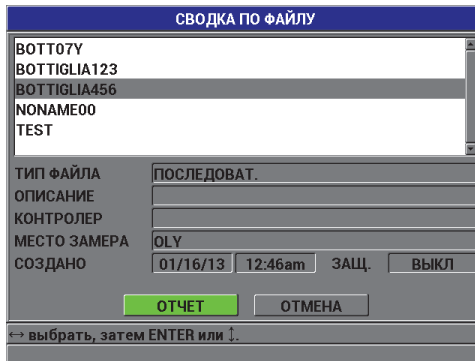 СВОДКА ПО ФАЙЛУ
BOTT07Y
BOTTIGLIA123
BOTTIGLIA456
NONAME00
TEST
ТИП ФАЙЛА ПОСЛЕДОВАТ.
ОПИСАНИЕ
КОНТРОЛЕР
МЕСТО ЗАМЕРА OLY
СОЗДАНО 01/16/13 12:46am ЗАЩ. ВЫКЛ
ОТЧЕТ ОТМЕНА
↔ выбрать, затем ENTER или ↕.